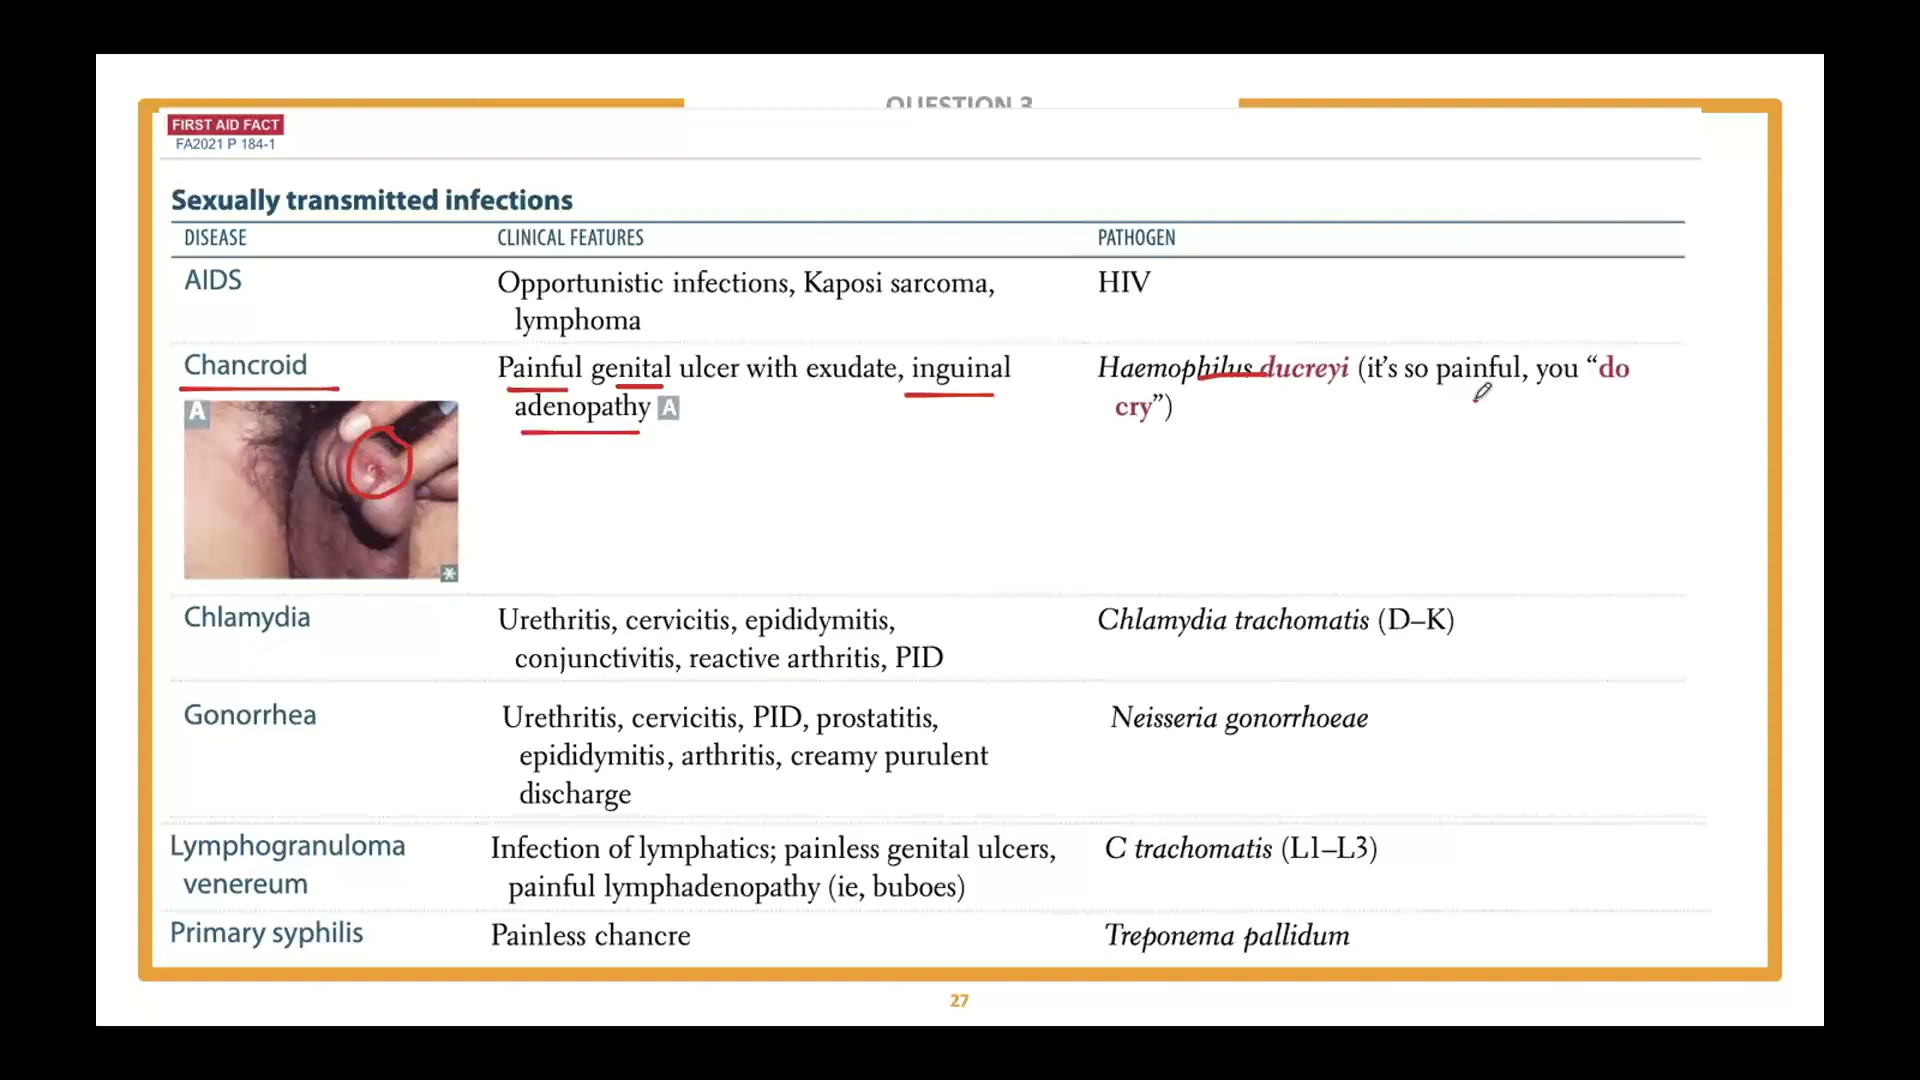 QUESTION 3
FIRST AID FACT
FA2021 P 184-1
Sexually transmitted infections
DISEASE CLINICAL FEATURES PATHOGEN
AIDS Opportunistic infections, Kaposi sarcoma, HIV
lymphoma
Chancroid Painful genital ulcer with exudate, inguinal Haemophilus ducreyi (it's so painful, you “do
adenopathy A cry”)
A
*
Chlamydia Urethritis, cervicitis, epididymitis, Chlamydia trachomatis (D–K)
conjunctivitis, reactive arthritis, PID
Gonorrhea Urethritis, cervicitis, PID, prostatitis, Neisseria gonorrhoeae
epididymitis, arthritis, creamy purulent
discharge
Lymphogranuloma Infection of lymphatics; painless genital ulcers, C trachomatis (L1–L3)
venereum painful lymphadenopathy (ie, buboes)
Primary syphilis Painless chancre Treponema pallidum
27